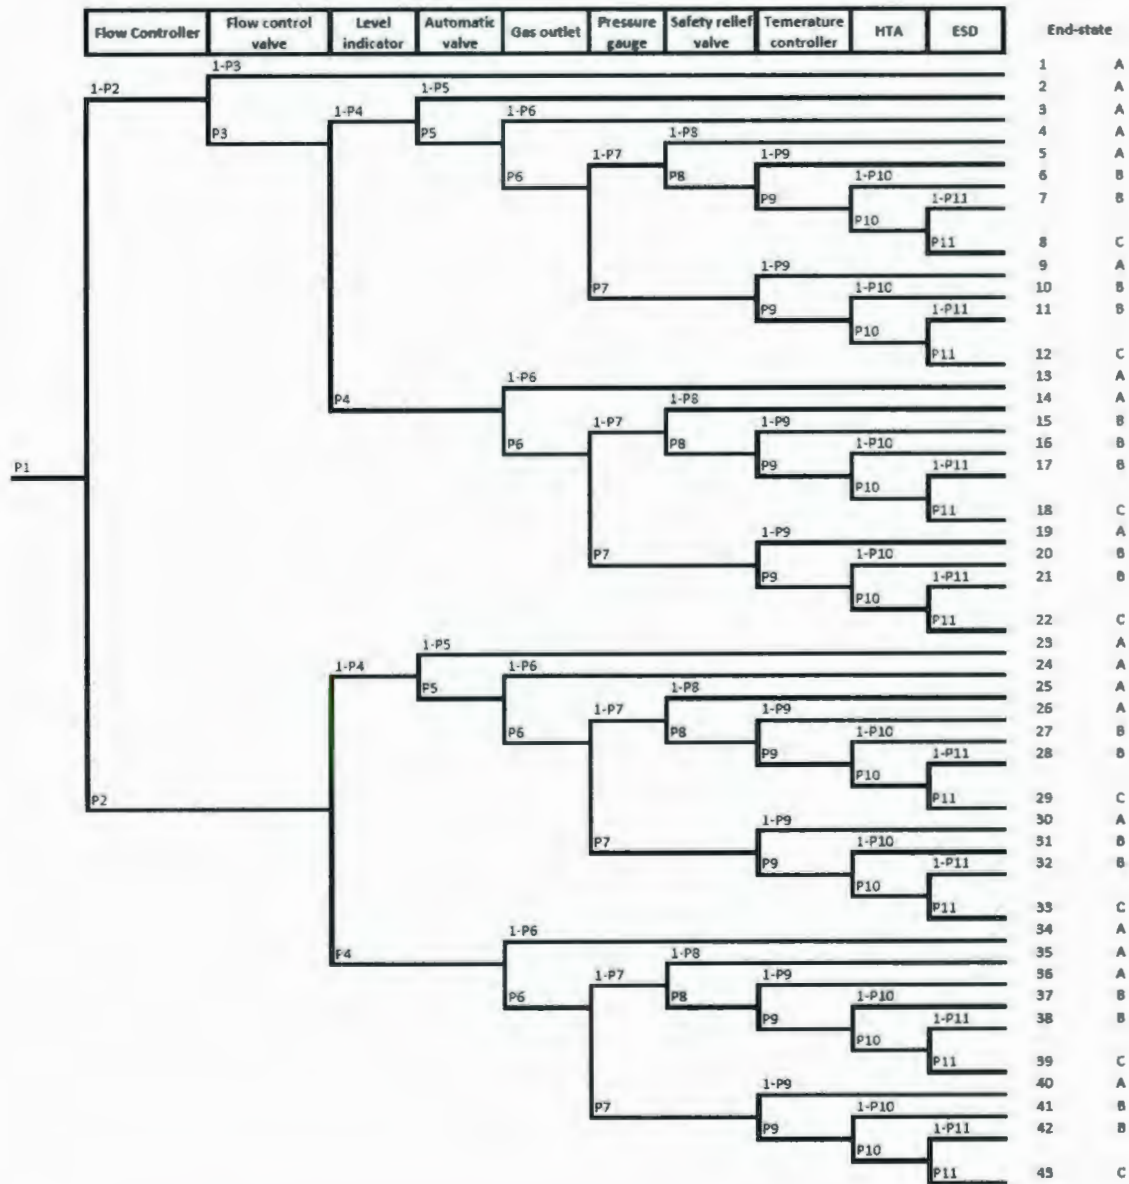 Flow Controller Flow control valve Level indicator Automatic valve Gas outlet Pressure gauge Safety relief valve Temerature controller HTA ESD End-state
1 A
1-P3
1-P2 1-P5 2 A
1-P4 1-P6 3 A
P3 P5 1-P8 4 A
1-P7 1-P9 5 A
P6 P8 1-P10 6 B
P9 1-P11 7 B
P10
P11 8 C
1-P9 9 A
P7 1-P10 10 B
P9 1-P11 11 B
P10
P11 12 C
1-P6 13 A
P4 1-P8 14 A
1-P7 1-P9 15 B
P6 P8 1-P10 16 B
P1 P9 1-P11 17 B
P10
P11 18 C
1-P9 19 A
P7 1-P10 20 B
P9 1-P11 21 B
P10
P11 22 C
1-P5 23 A
1-P4 1-P6 24 A
P5 1-P8 25 A
1-P7 1-P9 26 A
P6 P8 1-P10 27 B
P9 1-P11 28 B
P10
P2 P11 29 C
1-P9 30 A
P7 1-P10 31 B
P9 1-P11 32 B
P10
P11 33 C
1-P6 34 A
P4 1-P8 35 A
1-P7 1-P9 36 A
P6 P8 1-P10 37 B
P9 1-P11 38 B
P10
P11 39 C
1-P9 40 A
P7 1-P10 41 B
P9 1-P11 42 B
P10
P11 43 C